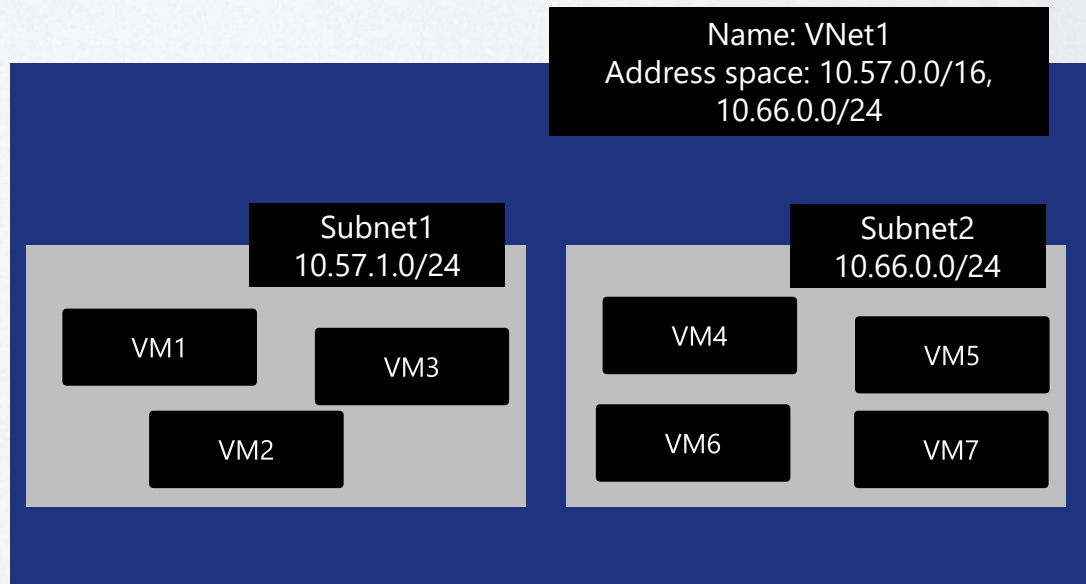 Name: VNet1
Address space: 10.57.0.0/16,
10.66.0.0/24
Subnet1
10.57.1.0/24
Subnet2
10.66.0.0/24
VM1
VM3
VM2
VM4
VM5
VM6
VM7